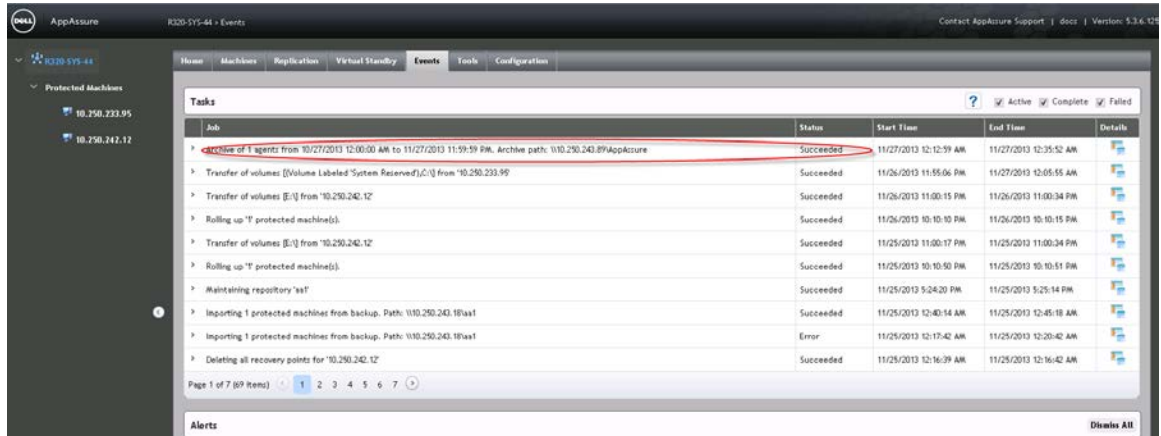 DELL AppAssure R320-SYS-44 > Events Contact AppAssure Support | docs | Version: 5.3.6.125
R320-SYS-44 Home Machines Replication Virtual Standby Events Tools Configuration
Protected Machines
10.250.233.95
10.250.242.12
Tasks ? Active Complete Failed
Job Status Start Time End Time Details
Archive of 1 agents from 10/27/2013 12:00:00 AM to 11/27/2013 11:59:59 PM. Archive path: \\10.250.243.89\AppAssure Succeeded 11/27/2013 12:12:59 AM 11/27/2013 12:35:52 AM
Transfer of volumes [(Volume Labeled 'System Reserved'),C:\] from '10.250.233.95' Succeeded 11/26/2013 11:55:06 PM 11/27/2013 12:05:55 AM
Transfer of volumes [E:\] from '10.250.242.12' Succeeded 11/26/2013 11:00:15 PM 11/26/2013 11:00:34 PM
Rolling up '1' protected machine(s). Succeeded 11/26/2013 10:10:10 PM 11/26/2013 10:10:15 PM
Transfer of volumes [E:\] from '10.250.242.12' Succeeded 11/25/2013 11:00:17 PM 11/25/2013 11:00:34 PM
Rolling up '1' protected machine(s). Succeeded 11/25/2013 10:10:50 PM 11/25/2013 10:10:51 PM
Maintaining repository 'aa1' Succeeded 11/25/2013 5:24:20 PM 11/25/2013 5:25:14 PM
Importing 1 protected machines from backup. Path: \\10.250.243.18\aa1 Succeeded 11/25/2013 12:40:14 AM 11/25/2013 12:45:18 AM
Importing 1 protected machines from backup. Path: \\10.250.243.18\aa1 Error 11/25/2013 12:17:42 AM 11/25/2013 12:20:42 AM
Deleting all recovery points for '10.250.242.12' Succeeded 11/25/2013 12:16:39 AM 11/25/2013 12:16:42 AM
Page 1 of 7 (69 items) 1 2 3 4 5 6 7
Alerts Dismiss All